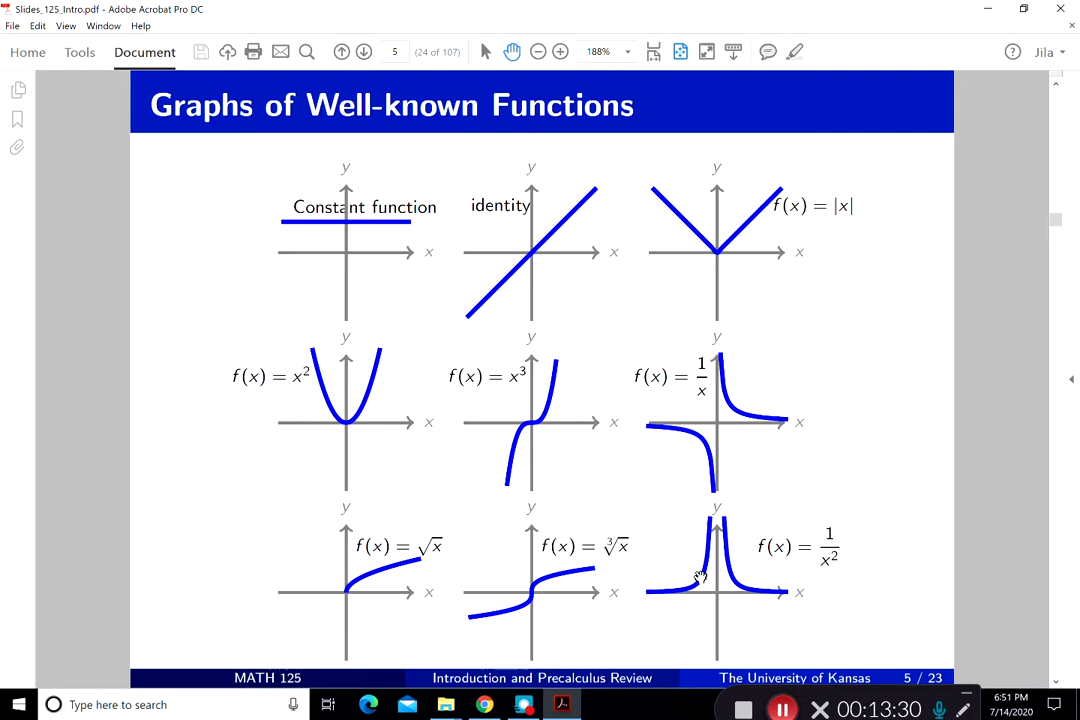 Slides_125_Intro.pdf - Adobe Acrobat Pro DC
File Edit View Window Help
Home Tools Document 5 (24 of 107) 188% Jila
Graphs of Well-known Functions
y y y
Constant function identity f(x) = |x|
x x x
y y y
f(x) = x² f(x) = x³ f(x) = 1/x
x x x
y y y
f(x) = √x f(x) = ∛x f(x) = 1/x²
x x x
MATH 125 Introduction and Precalculus Review The University of Kansas 5 / 23
Type here to search 00:13:30 6:51 PM
7/14/2020